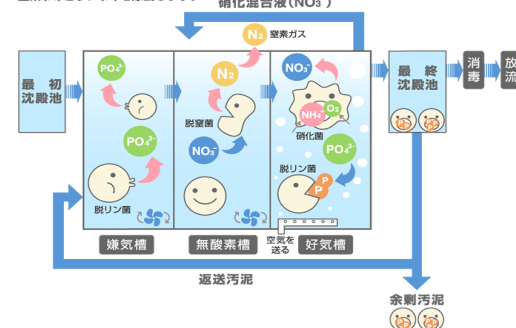 硝化混合液(NO₃⁻)
N₂ 窒素ガス
最 初
沈殿池
PO₄³⁻
N₂
NO₃⁻
最 終
沈殿池
消毒
放流
脱窒菌
NH₄⁺
O₂
硝化菌
PO₄³⁻
NO₃⁻
PO₄³⁻
脱リン菌
P
P
脱リン菌
空気を
送る
嫌気槽
無酸素槽
好気槽
返送汚泥
余剰汚泥